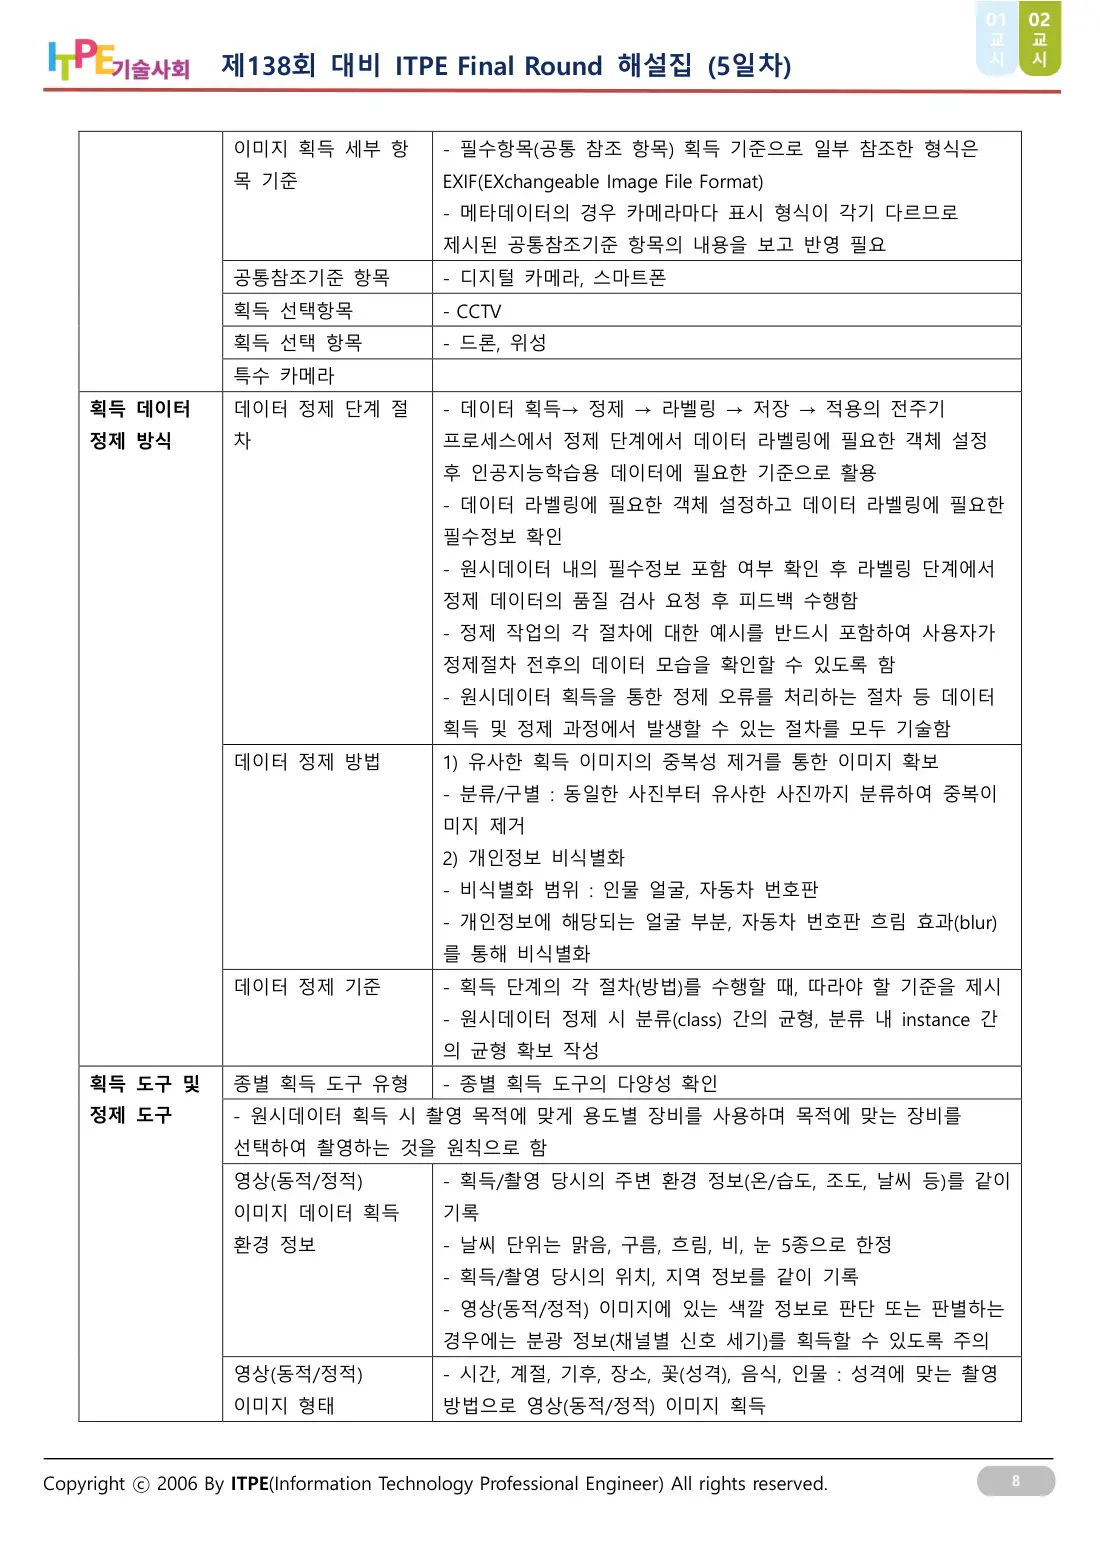 01
교
시
02
교
시
ITPE기술사회
제138회 대비 ITPE Final Round 해설집 (5일차)
이미지 획득 세부 항
목 기준
- 필수항목(공통 참조 항목) 획득 기준으로 일부 참조한 형식은
EXIF(EXchangeable Image File Format)
- 메타데이터의 경우 카메라마다 표시 형식이 각기 다르므로
제시된 공통참조기준 항목의 내용을 보고 반영 필요
공통참조기준 항목
- 디지털 카메라, 스마트폰
획득 선택항목
- CCTV
획득 선택 항목
- 드론, 위성
특수 카메라
획득 데이터
정제 방식
데이터 정제 단계 절
차
- 데이터 획득→ 정제 → 라벨링 → 저장 → 적용의 전주기
프로세스에서 정제 단계에서 데이터 라벨링에 필요한 객체 설정
후 인공지능학습용 데이터에 필요한 기준으로 활용
- 데이터 라벨링에 필요한 객체 설정하고 데이터 라벨링에 필요한
필수정보 확인
- 원시데이터 내의 필수정보 포함 여부 확인 후 라벨링 단계에서
정제 데이터의 품질 검사 요청 후 피드백 수행함
- 정제 작업의 각 절차에 대한 예시를 반드시 포함하여 사용자가
정제절차 전후의 데이터 모습을 확인할 수 있도록 함
- 원시데이터 획득을 통한 정제 오류를 처리하는 절차 등 데이터
획득 및 정제 과정에서 발생할 수 있는 절차를 모두 기술함
데이터 정제 방법
1) 유사한 획득 이미지의 중복성 제거를 통한 이미지 확보
- 분류/구별 : 동일한 사진부터 유사한 사진까지 분류하여 중복이
미지 제거
2) 개인정보 비식별화
- 비식별화 범위 : 인물 얼굴, 자동차 번호판
- 개인정보에 해당되는 얼굴 부분, 자동차 번호판 흐림 효과(blur)
를 통해 비식별화
데이터 정제 기준
- 획득 단계의 각 절차(방법)를 수행할 때, 따라야 할 기준을 제시
- 원시데이터 정제 시 분류(class) 간의 균형, 분류 내 instance 간
의 균형 확보 작성
획득 도구 및
정제 도구
종별 획득 도구 유형
- 종별 획득 도구의 다양성 확인
- 원시데이터 획득 시 촬영 목적에 맞게 용도별 장비를 사용하며 목적에 맞는 장비를
선택하여 촬영하는 것을 원칙으로 함
영상(동적/정적)
이미지 데이터 획득
환경 정보
- 획득/촬영 당시의 주변 환경 정보(온/습도, 조도, 날씨 등)를 같이
기록
- 날씨 단위는 맑음, 구름, 흐림, 비, 눈 5종으로 한정
- 획득/촬영 당시의 위치, 지역 정보를 같이 기록
- 영상(동적/정적) 이미지에 있는 색깔 정보로 판단 또는 판별하는
경우에는 분광 정보(채널별 신호 세기)를 획득할 수 있도록 주의
영상(동적/정적)
이미지 형태
- 시간, 계절, 기후, 장소, 꽃(성격), 음식, 인물 : 성격에 맞는 촬영
방법으로 영상(동적/정적) 이미지 획득
Copyright ⓒ 2006 By ITPE(Information Technology Professional Engineer) All rights reserved.
8